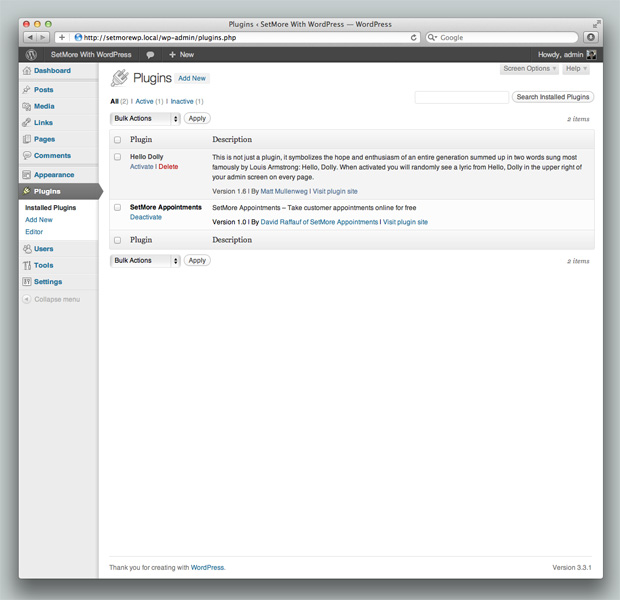 Plugins ‹ SetMore With WordPress — WordPress
http://setmorewp.local/wp-admin/plugins.php
Google
SetMore With WordPress
New
Howdy, admin
Dashboard
Posts
Media
Links
Pages
Comments
Appearance
Plugins
Installed Plugins
Add New
Editor
Users
Tools
Settings
Collapse menu
Screen Options
Help
Plugins Add New
All (2) | Active (1) | Inactive (1)
Search Installed Plugins
Bulk Actions Apply
2 items
Plugin Description
Hello Dolly
Activate | Delete
This is not just a plugin, it symbolizes the hope and enthusiasm of an entire generation summed up in two words sung most
famously by Louis Armstrong: Hello, Dolly. When activated you will randomly see a lyric from Hello, Dolly in the upper right of
your admin screen on every page.
Version 1.6 | By Matt Mullenweg | Visit plugin site
SetMore Appointments
Deactivate
SetMore Appointments – Take customer appointments online for free
Version 1.0 | By David Raffauf of SetMore Appointments | Visit plugin site
Plugin Description
Bulk Actions Apply
2 items
Thank you for creating with WordPress.
Version 3.3.1